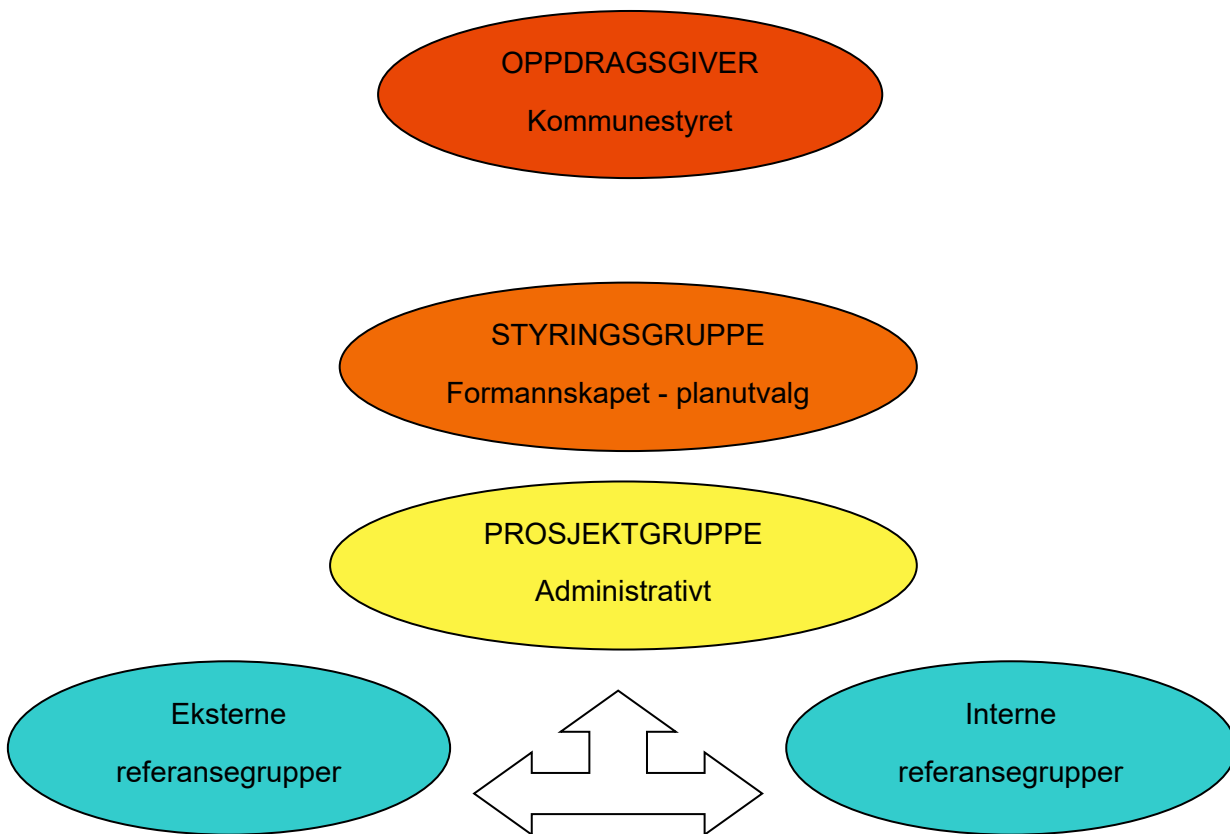 OPPDRAGSGIVER
Kommunestyret
STYRINGSGRUPPE
Formannskapet - planutvalg
PROSJEKTGRUPPE
Administrativt
Eksterne
referansegrupper
Interne
referansegrupper